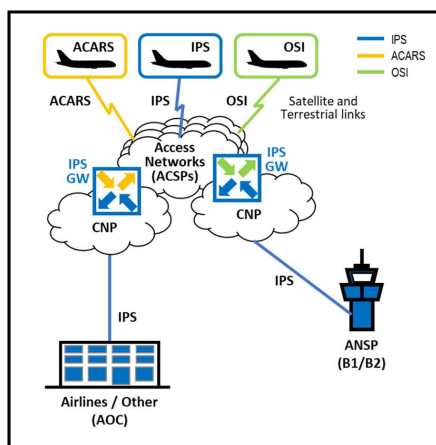 ACARS
IPS
OSI
IPS
ACARS
OSI
ACARS
IPS
OSI
Satellite and
Terrestrial links
Access
Networks
(ACSPs)
IPS
GW
IPS
GW
CNP
CNP
IPS
IPS
ANSP
(B1/B2)
Airlines / Other
(AOC)